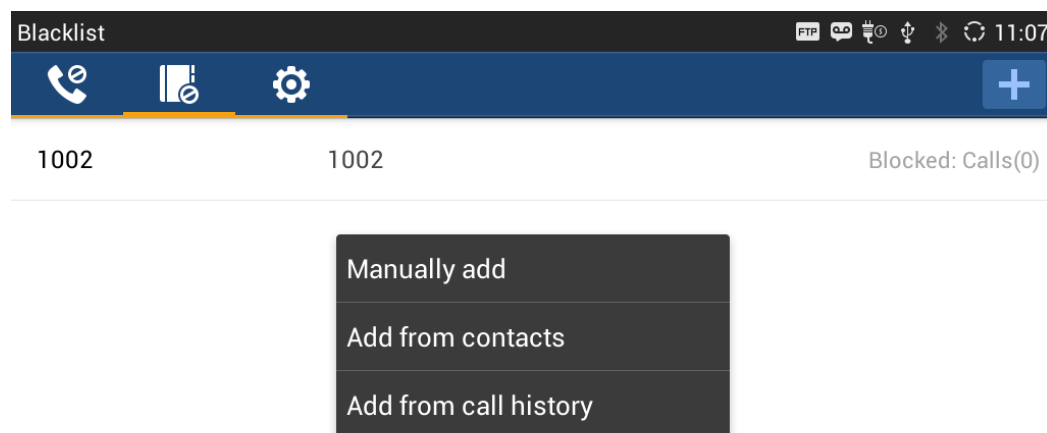 Blacklist FTP 11:07
1002 1002 Blocked: Calls(0)
Manually add
Add from contacts
Add from call history